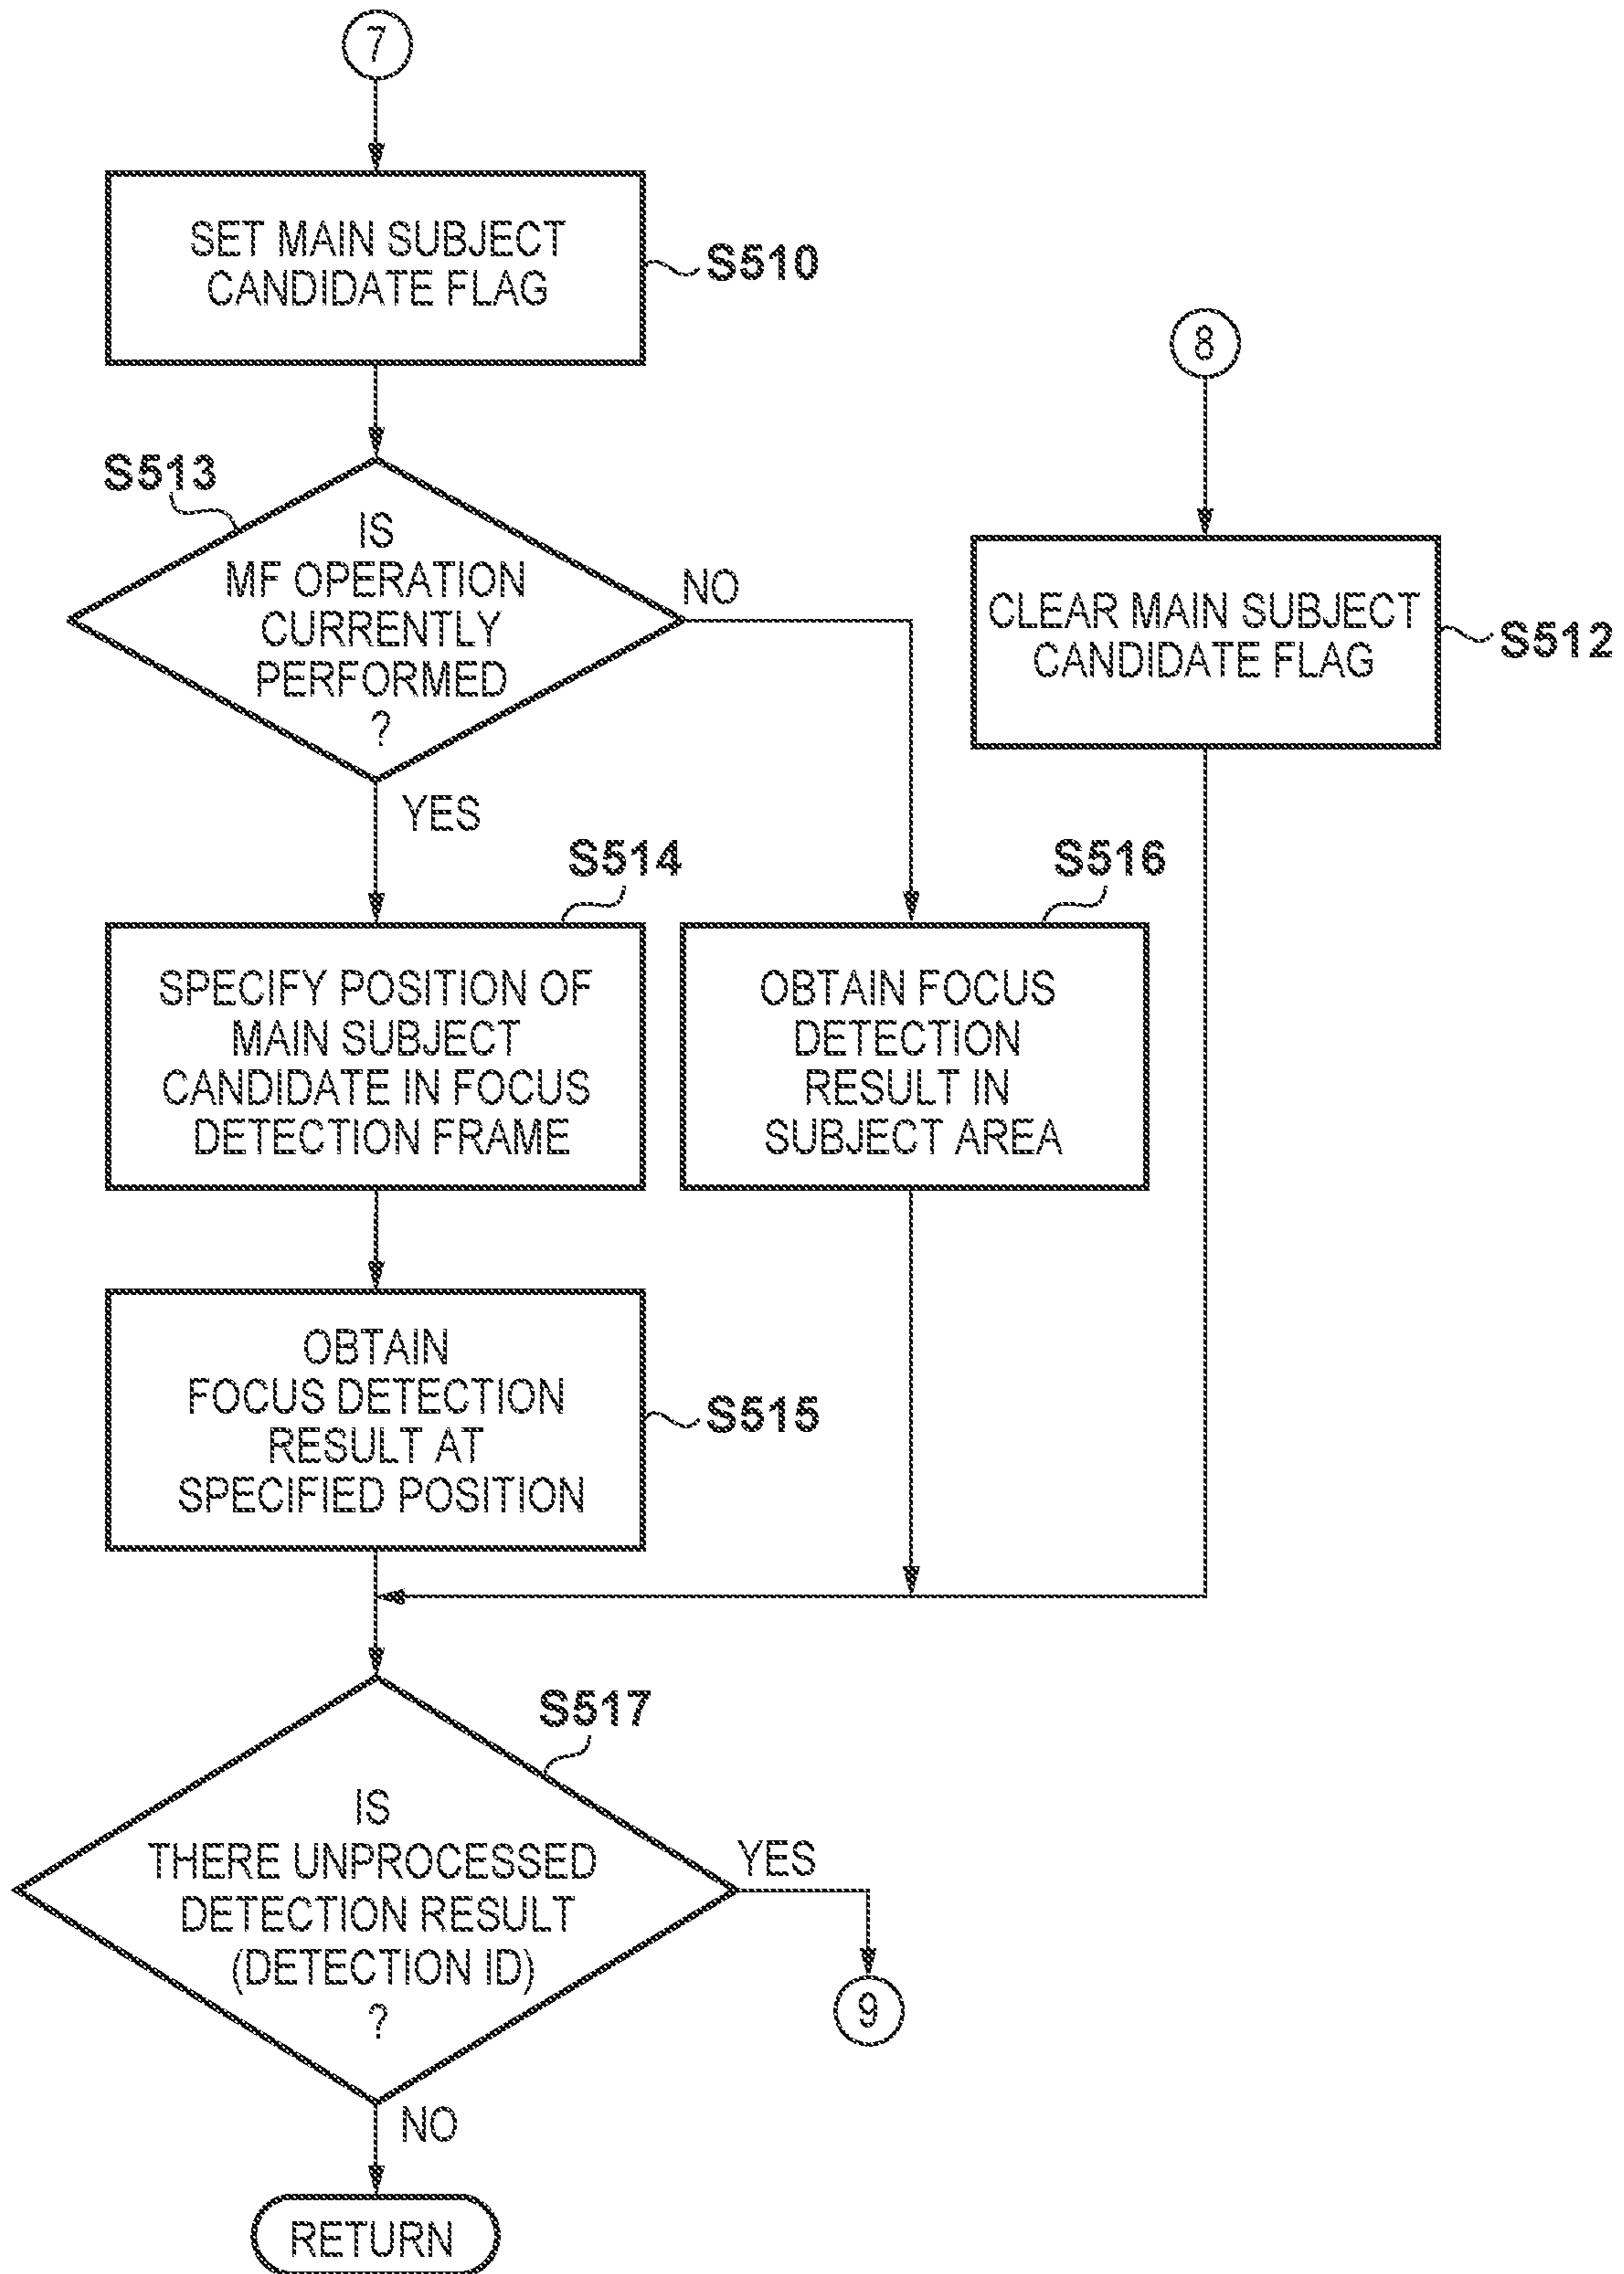 7
SET MAIN SUBJECT
CANDIDATE FLAG
S510
8
S513
IS
MF OPERATION
CURRENTLY
PERFORMED
?
NO
YES
CLEAR MAIN SUBJECT
CANDIDATE FLAG
S512
S514
SPECIFY POSITION OF
MAIN SUBJECT
CANDIDATE IN FOCUS
DETECTION FRAME
S516
OBTAIN FOCUS
DETECTION
RESULT IN
SUBJECT AREA
OBTAIN
FOCUS DETECTION
RESULT AT
SPECIFIED POSITION
S515
S517
IS
THERE UNPROCESSED
DETECTION RESULT
(DETECTION ID)
?
YES
9
NO
RETURN